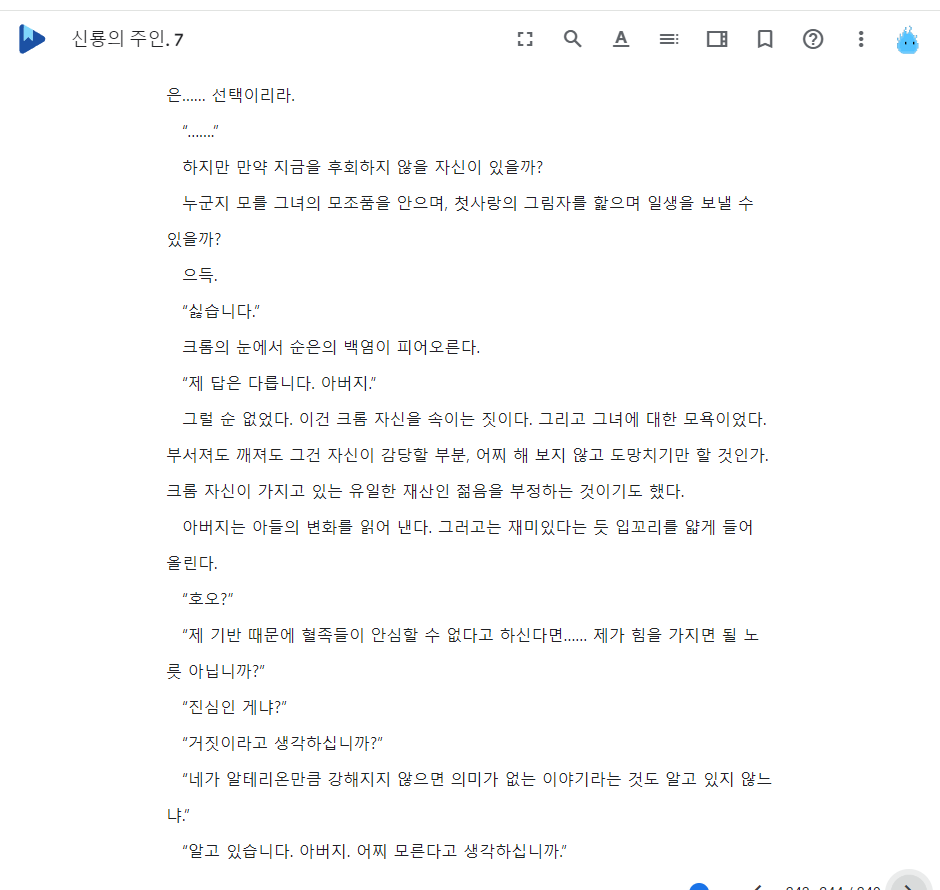 신룡의 주인. 7
은…… 선택이리라.
“…….”
하지만 만약 지금을 후회하지 않을 자신이 있을까?
누군지 모를 그녀의 모조품을 안으며, 첫사랑의 그림자를 핥으며 일생을 보낼 수
있을까?
으득.
“싫습니다.”
크롬의 눈에서 순은의 백염이 피어오른다.
“제 답은 다릅니다. 아버지.”
그럴 순 없었다. 이건 크롬 자신을 속이는 짓이다. 그리고 그녀에 대한 모욕이었다.
부서져도 깨져도 그건 자신이 감당할 부분, 어찌 해 보지 않고 도망치기만 할 것인가.
크롬 자신이 가지고 있는 유일한 재산인 젊음을 부정하는 것이기도 했다.
아버지는 아들의 변화를 읽어 낸다. 그러고는 재미있다는 듯 입꼬리를 얇게 들어
올린다.
“호오?”
“제 기반 때문에 혈족들이 안심할 수 없다고 하신다면…… 제가 힘을 가지면 될 노
릇 아닙니까?”
“진심인 게냐?”
“거짓이라고 생각하십니까?”
“네가 알테리온만큼 강해지지 않으면 의미가 없는 이야기라는 것도 알고 있지 않느
냐.”
“알고 있습니다. 아버지. 어찌 모른다고 생각하십니까.”